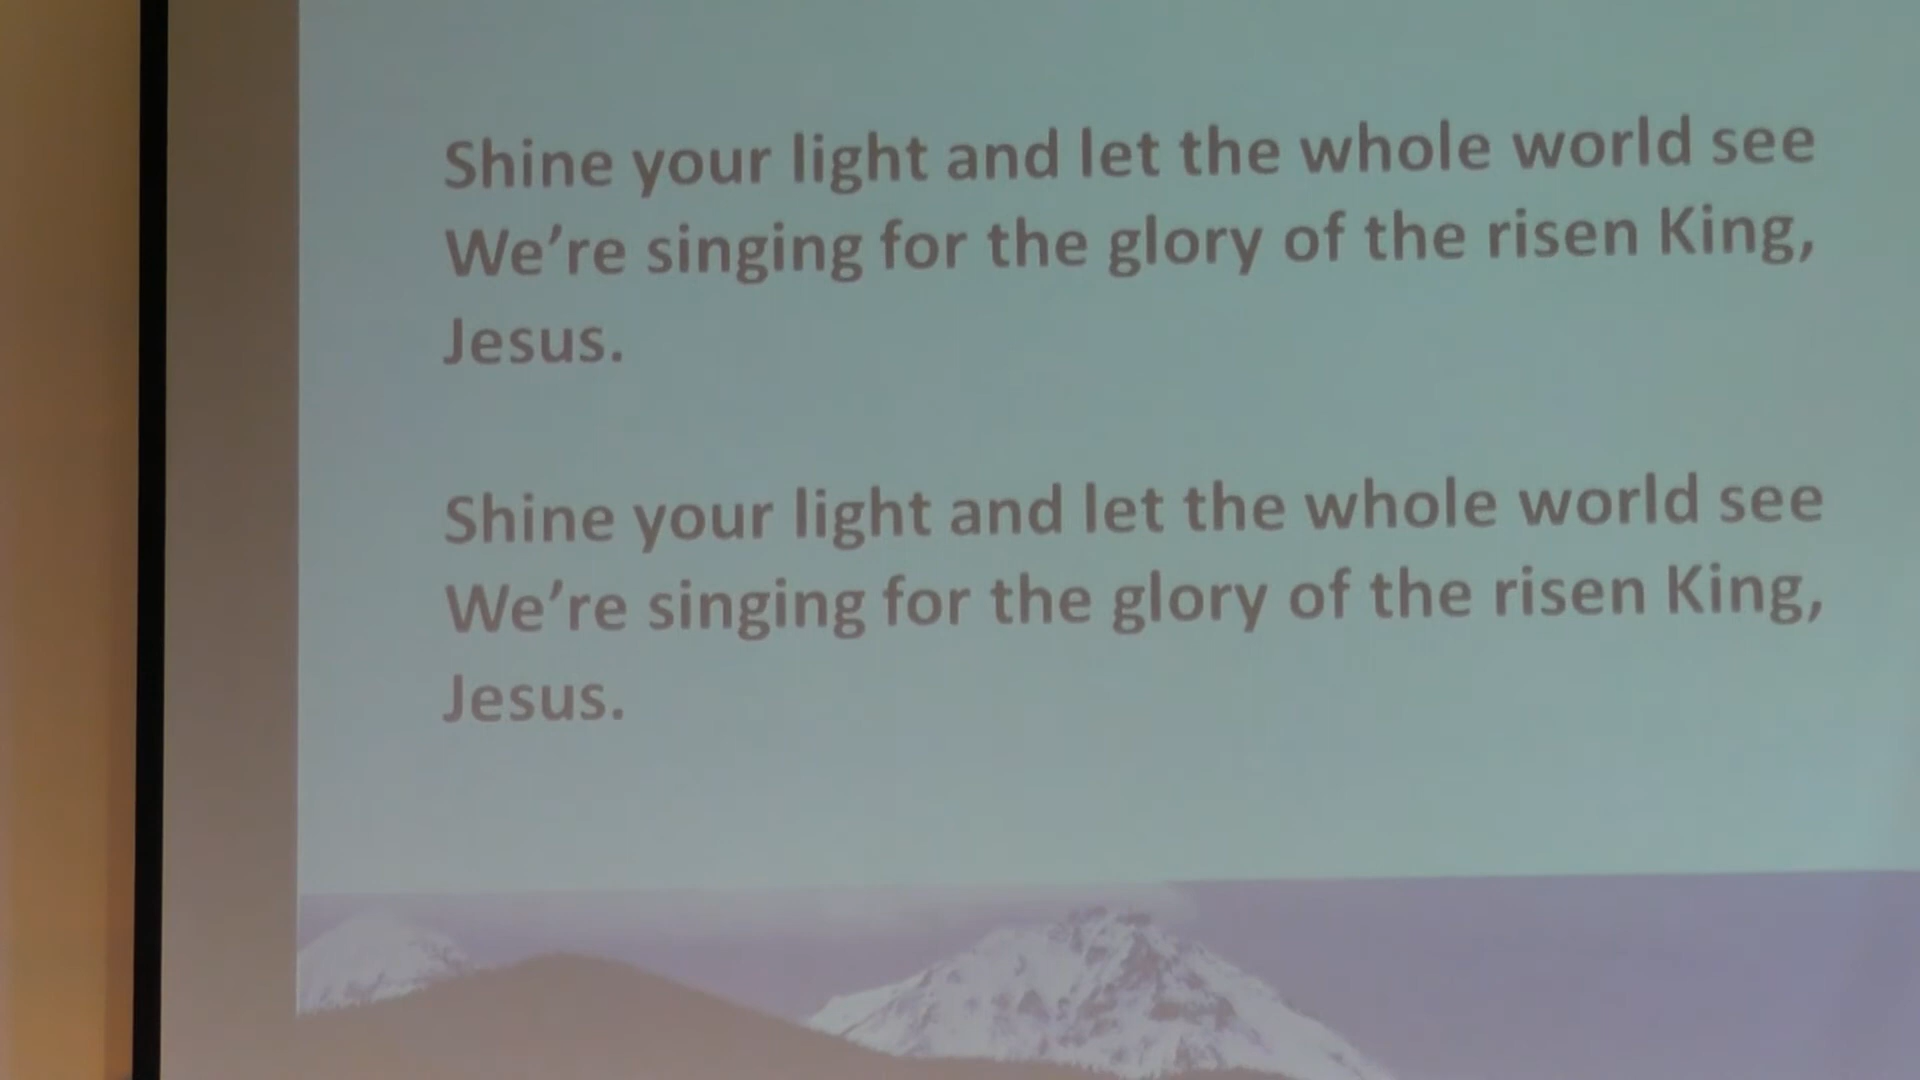 Shine your light and let the whole world see
We’re singing for the glory of the risen King,
Jesus.
Shine your light and let the whole world see
We’re singing for the glory of the risen King,
Jesus.